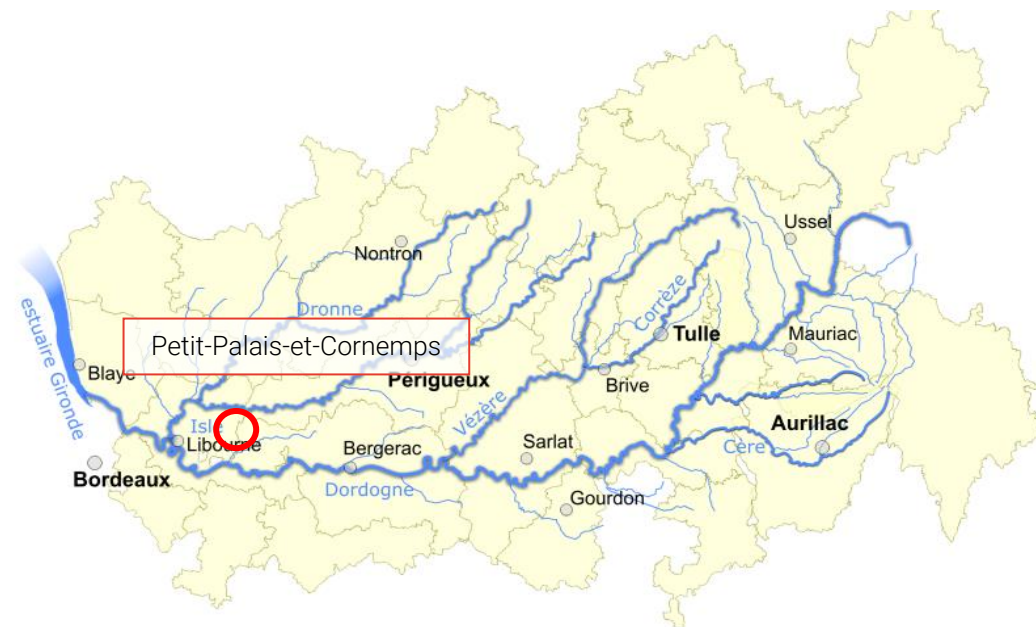 Ussel
Nontron
Dronne
estuaire Gironde
Petit-Palais-et-Cornemps
Corrèze
Tulle
Mauriac
Blaye
Périgueux
Brive
Vézère
Isle
Libourne
Bergerac
Sarlat
Aurillac
Cère
Bordeaux
Dordogne
Gourdon